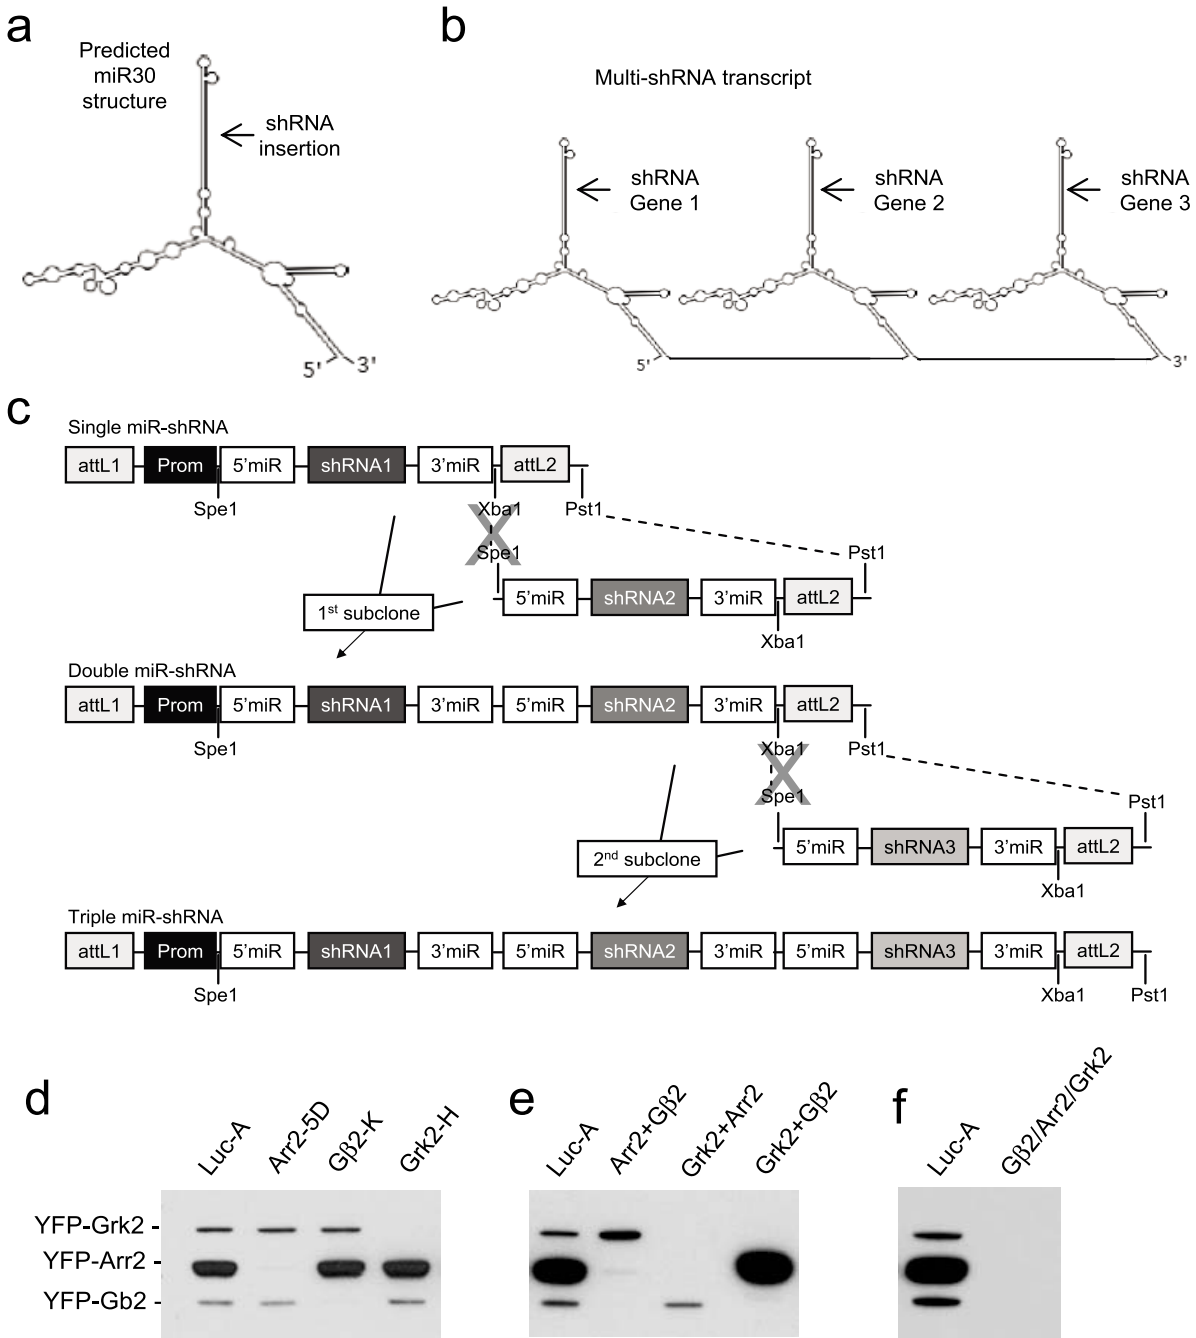 a
Predicted
miR30
structure
shRNA
insertion
5'
3'
b
Multi-shRNA transcript
shRNA
Gene 1
shRNA
Gene 2
shRNA
Gene 3
5'
3'
c
Single miR-shRNA
attL1 Prom 5'miR shRNA1 3'miR attL2
Spe1 Xba1 Pst1
Spe1 Pst1
5'miR shRNA2 3'miR attL2
1st subclone
Xba1
Double miR-shRNA
attL1 Prom 5'miR shRNA1 3'miR 5'miR shRNA2 3'miR attL2
Spe1 Xba1 Pst1
Spe1 Pst1
5'miR shRNA3 3'miR attL2
2nd subclone
Xba1
Triple miR-shRNA
attL1 Prom 5'miR shRNA1 3'miR 5'miR shRNA2 3'miR 5'miR shRNA3 3'miR attL2
Spe1 Xba1 Pst1
d
Luc-A Arr2-5D Gβ2-K Grk2-H
YFP-Grk2 -
YFP-Arr2 -
YFP-Gb2 -
e
Luc-A Arr2+Gβ2 Grk2+Arr2 Grk2+Gβ2
f
Luc-A Gβ2/Arr2/Grk2